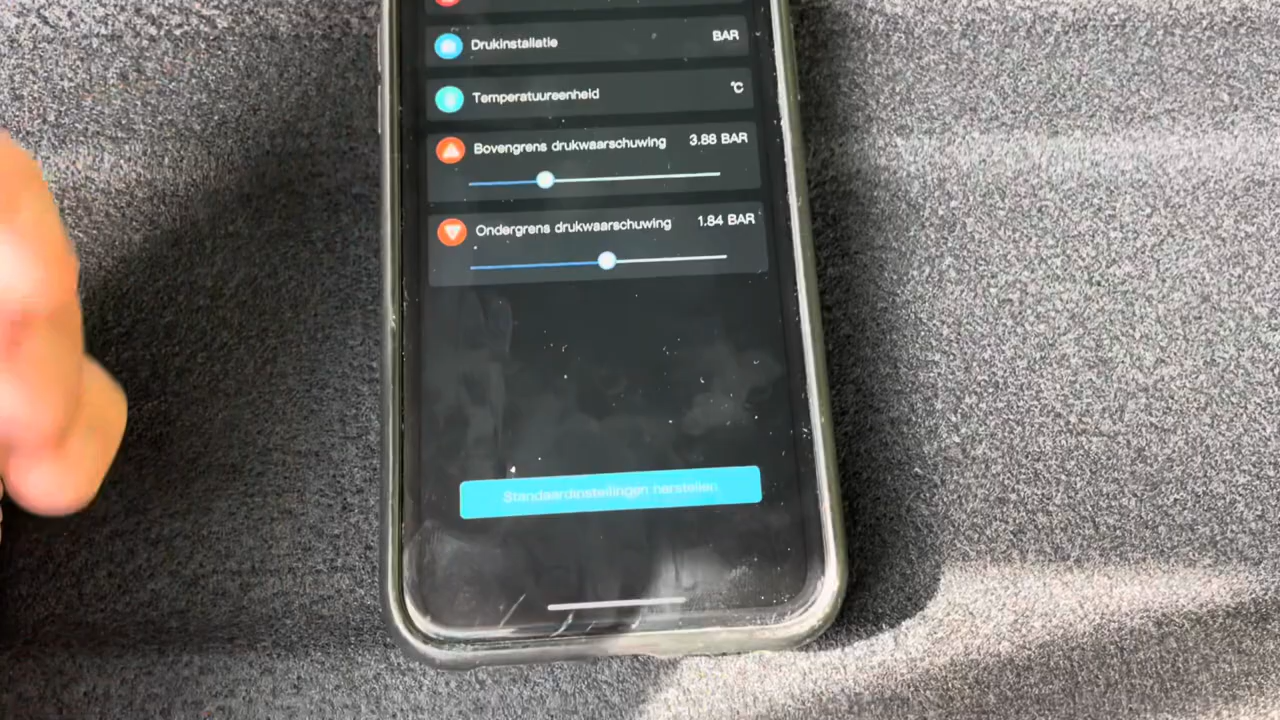 Drukinstallatie BAR
Temperatuureenheid °C
Bovengrens drukwaarschuwing 3.88 BAR
Ondergrens drukwaarschuwing 1.84 BAR
Standaardinstellingen herstellen